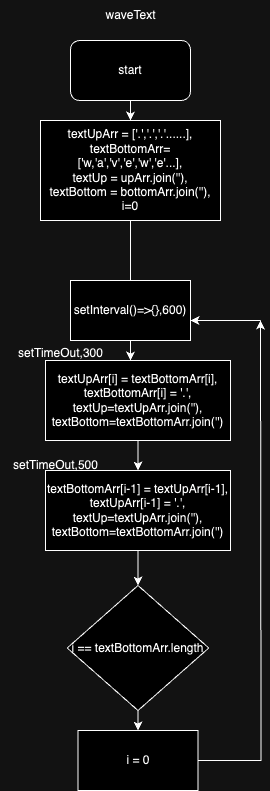 waveText
start
textUpArr = ['.','.','.'......],
textBottomArr=
['w,'a','v','e','w','e'...],
textUp = upArr.join(''),
textBottom = bottomArr.join(''),
i=0
setInterval()=>{},600)
setTimeOut,300
textUpArr[i] = textBottomArr[i],
textBottomArr[i] = '.',
textUp=textUpArr.join(''),
textBottom=textBottomArr.join('')
setTimeOut,500
textBottomArr[i-1] = textUpArr[i-1],
textUpArr[i-1] = '.',
textUp=textUpArr.join(''),
textBottom=textBottomArr.join('')
i == textBottomArr.length
i = 0